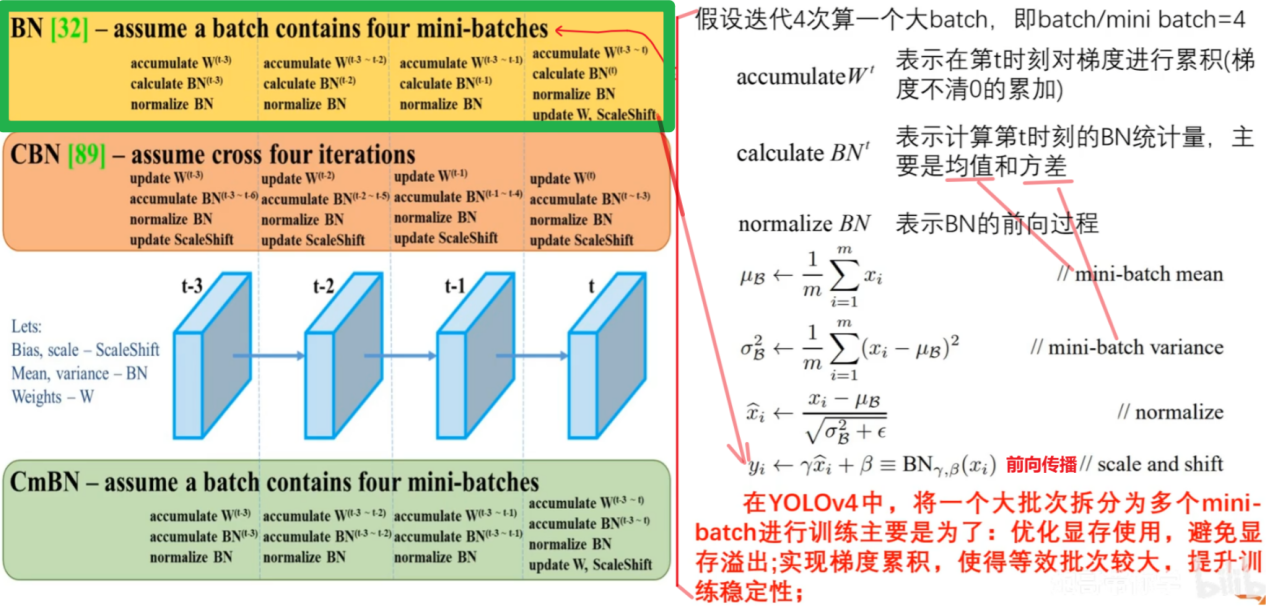 BN [32] – assume a batch contains four mini-batches
accumulate W(t-3) accumulate W(t-3 ~ t-2) accumulate W(t-3 ~ t-1) accumulate W(t-3 ~ t)
calculate BN(t-3) calculate BN(t-2) calculate BN(t-1) calculate BN(t)
normalize BN normalize BN normalize BN normalize BN
update W, ScaleShift
CBN [89] – assume cross four iterations
update W(t-3) update W(t-2) update W(t-1) update W(t)
accumulate BN(t-3 ~ t-6) accumulate BN(t-2 ~ t-5) accumulate BN(t-1 ~ t-4) accumulate BN(t ~ t-3)
normalize BN normalize BN normalize BN normalize BN
update ScaleShift update ScaleShift update ScaleShift update ScaleShift
t-3 t-2 t-1 t
Lets:
Bias, scale – ScaleShift
Mean, variance – BN
Weights – W
CmBN – assume a batch contains four mini-batches
accumulate W(t-3) accumulate W(t-3 ~ t-2) accumulate W(t-3 ~ t-1) accumulate W(t-3 ~ t)
accumulate BN(t-3) accumulate BN(t-3 ~ t-2) accumulate BN(t-3 ~ t-1) accumulate BN(t-3 ~ t)
normalize BN normalize BN normalize BN normalize BN
update W, ScaleShift
假设迭代4次算一个大batch，即batch/mini batch=4
accumulateWᵗ 表示在第t时刻对梯度进行累积(梯
度不清0的累加)
calculate BNᵗ 表示计算第t时刻的BN统计量，主
要是均值和方差
normalize BN 表示BN的前向过程
μ_B ← 1/m ∑_{i=1}^{m} x_i // mini-batch mean
σ_B² ← 1/m ∑_{i=1}^{m} (x_i − μ_B)² // mini-batch variance
x̂_i ← (x_i − μ_B)/√(σ_B² + ϵ) // normalize
y_i ← γx̂_i + β ≡ BN_{γ,β}(x_i) 前向传播 // scale and shift
在YOLOv4中，将一个大批次拆分为多个mini-
batch进行训练主要是为了：优化显存使用，避免显
存溢出;实现梯度累积，使得等效批次较大，提升训
练稳定性；